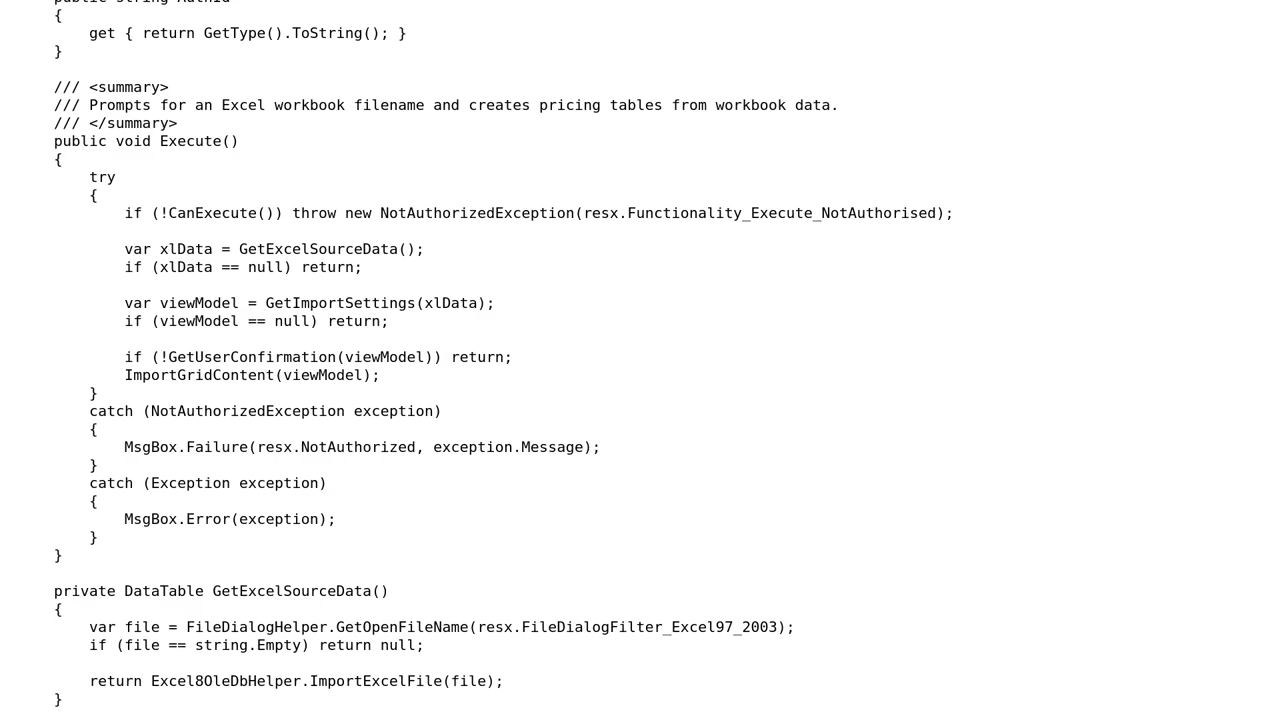 public string AuthId
{
    get { return GetType().ToString(); }
}

/// <summary>
/// Prompts for an Excel workbook filename and creates pricing tables from workbook data.
/// </summary>
public void Execute()
{
    try
    {
        if (!CanExecute()) throw new NotAuthorizedException(resx.Functionality_Execute_NotAuthorised);

        var xlData = GetExcelSourceData();
        if (xlData == null) return;

        var viewModel = GetImportSettings(xlData);
        if (viewModel == null) return;

        if (!GetUserConfirmation(viewModel)) return;
        ImportGridContent(viewModel);
    }
    catch (NotAuthorizedException exception)
    {
        MsgBox.Failure(resx.NotAuthorized, exception.Message);
    }
    catch (Exception exception)
    {
        MsgBox.Error(exception);
    }
}

private DataTable GetExcelSourceData()
{
    var file = FileDialogHelper.GetOpenFileName(resx.FileDialogFilter_Excel97_2003);
    if (file == string.Empty) return null;

    return Excel8OleDbHelper.ImportExcelFile(file);
}